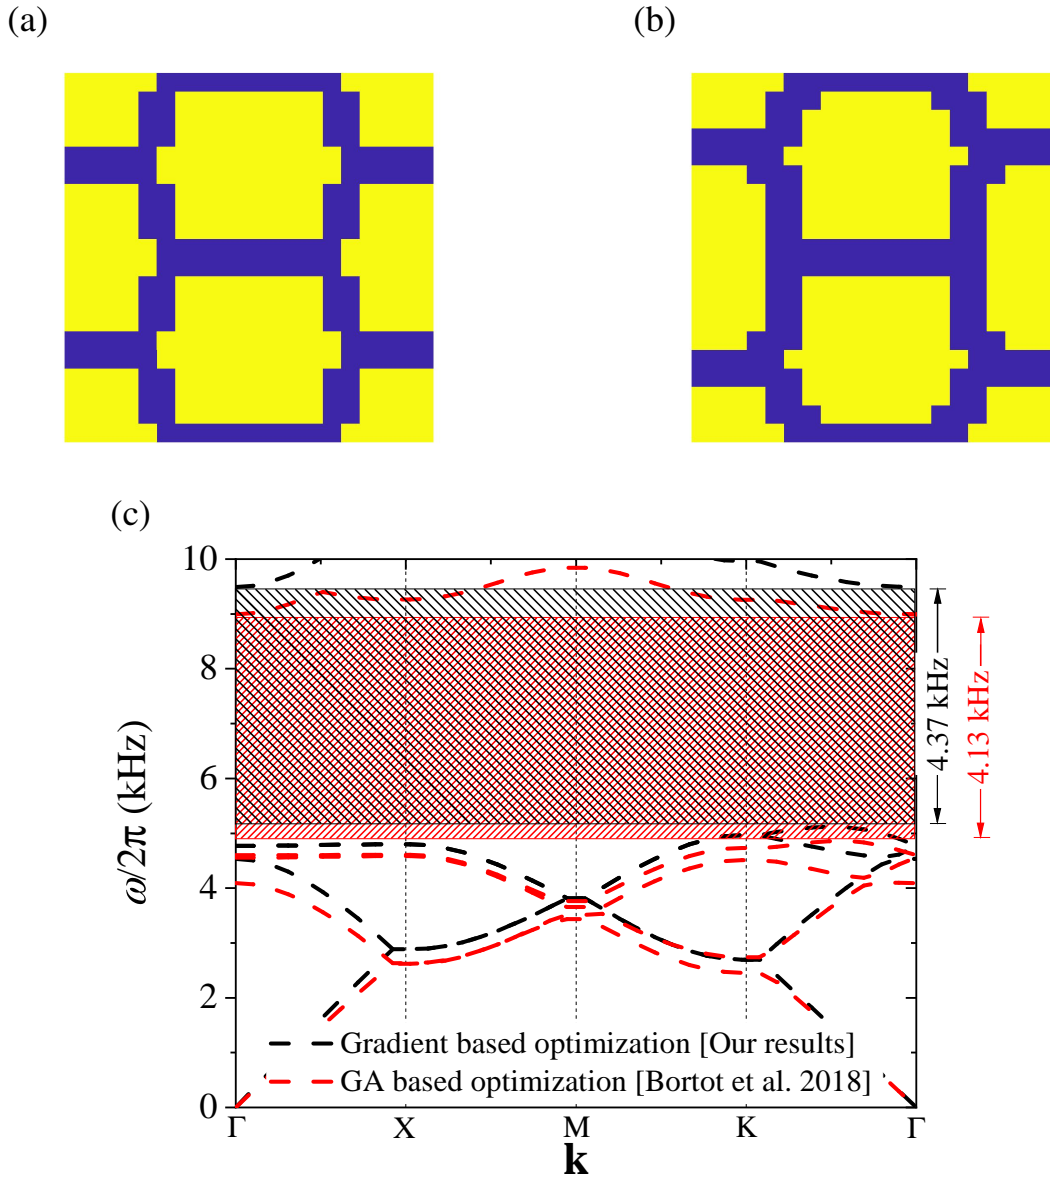 (a)
(b)
(c)
10
8
6
4
2
0
ω/2π (kHz)
4.37 kHz
4.13 kHz
Gradient based optimization [Our results]
GA based optimization [Bortot et al. 2018]
Γ X M K Γ
k